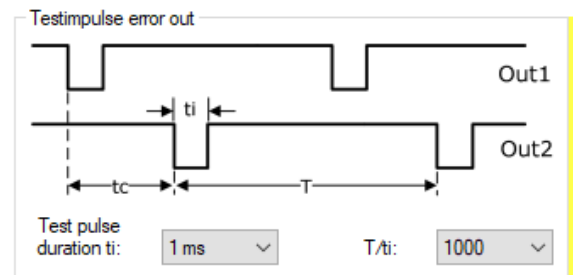 Testimpulse error out
Out1
ti
Out2
tc
T
Test pulse
duration ti:
1 ms
T/ti:
1000